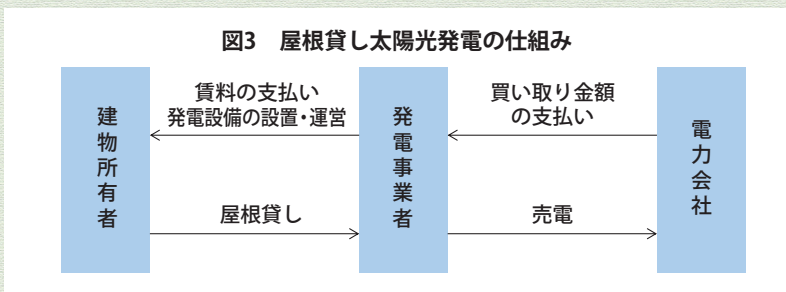 図3　屋根貸し太陽光発電の仕組み
建物所有者
賃料の支払い
発電設備の設置・運営
屋根貸し
発電事業者
買い取り金額
の支払い
売電
電力会社